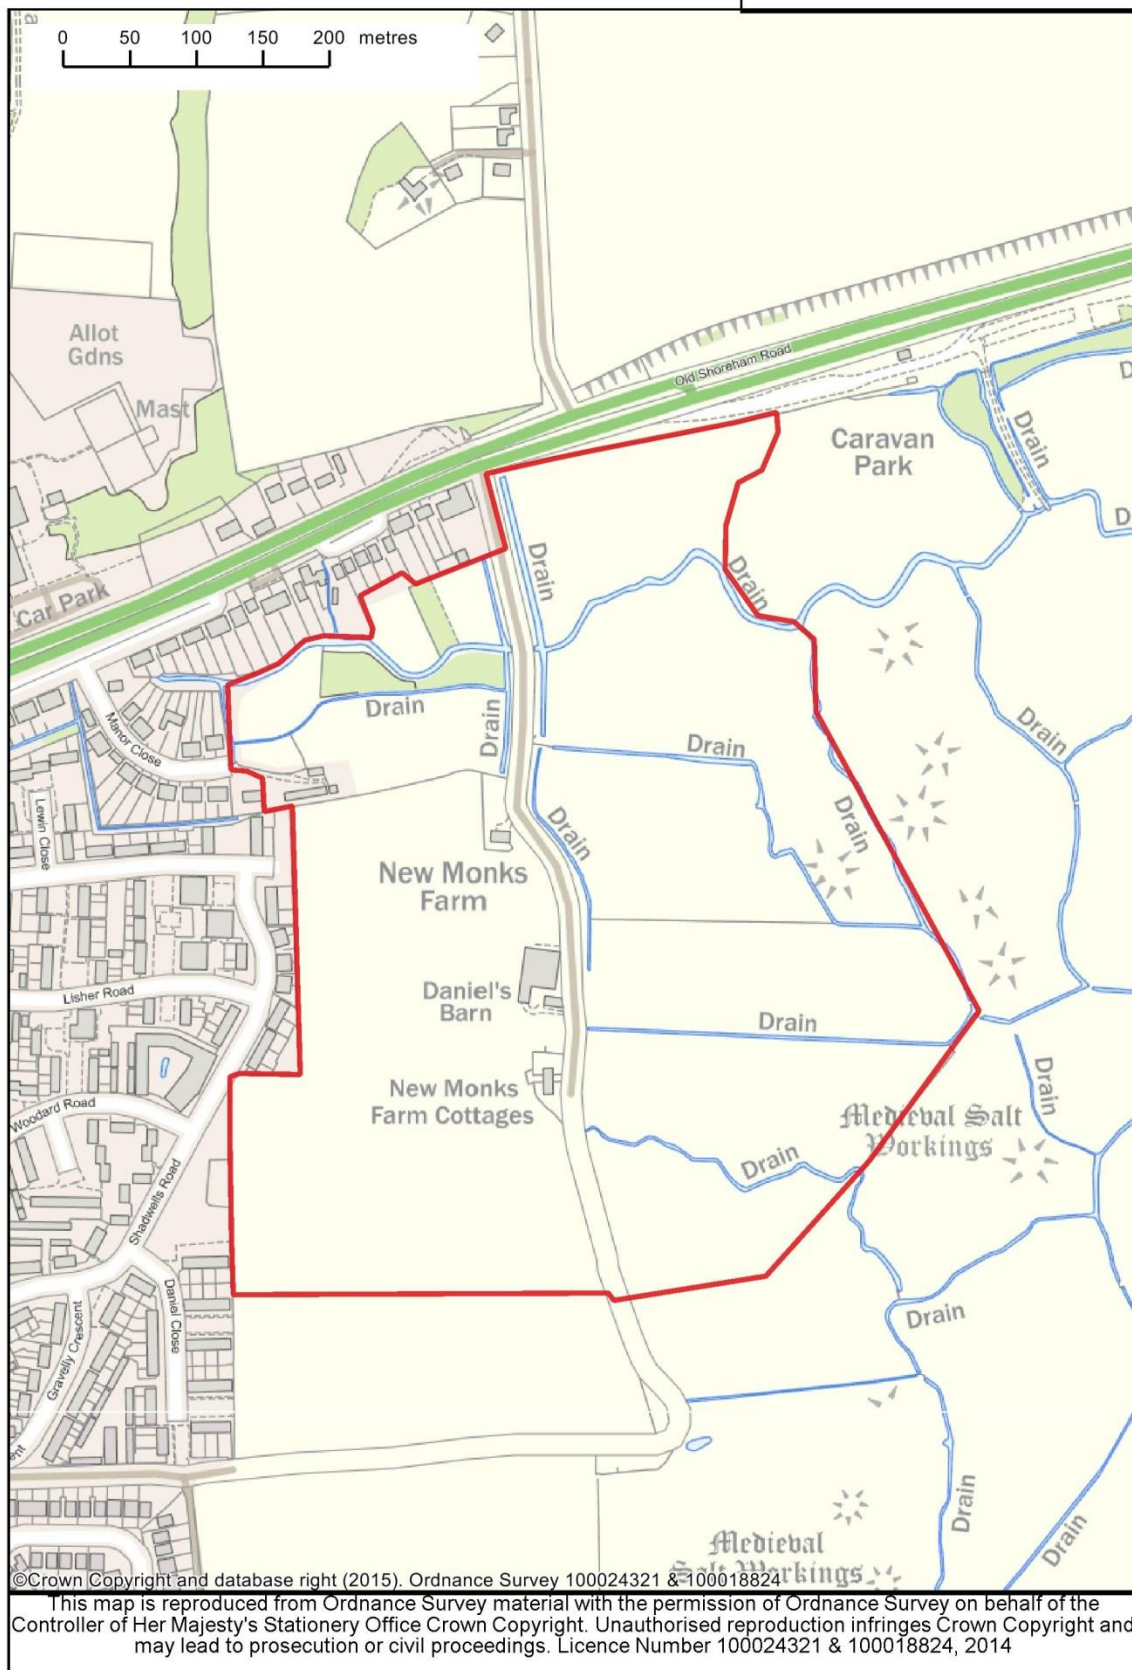 0 50 100 150 200 metres
Allot
Gdns
Mast
Old Shoreham Road
Caravan
Park
Drain
D
D
Car Park
Drain
Drain
Drain
Drain
Manor Close
Drain
Drain
Lewin Close
Drain
Drain
New Monks
Farm
Lisher Road
Daniel's
Barn
Drain
Drain
Woodard Road
New Monks
Farm Cottages
Medieval Salt
Workings
Drain
Shadwells Road
Daniel Close
Gravelly Crescent
Drain
ent
Drain
Drain
Medieval
Salt Workings
©Crown Copyright and database right (2015). Ordnance Survey 100024321 & 100018824
This map is reproduced from Ordnance Survey material with the permission of Ordnance Survey on behalf of the
Controller of Her Majesty's Stationery Office Crown Copyright. Unauthorised reproduction infringes Crown Copyright and
may lead to prosecution or civil proceedings. Licence Number 100024321 & 100018824, 2014